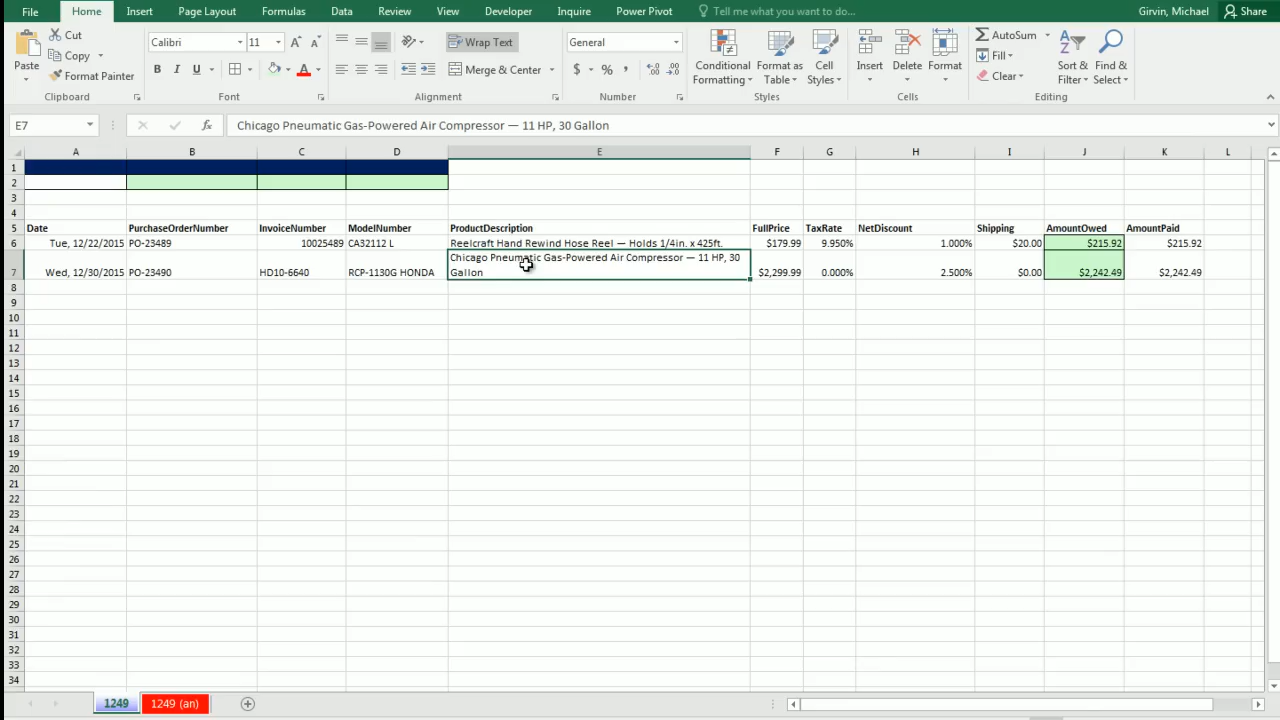 File Home Insert Page Layout Formulas Data Review View Developer Inquire Power Pivot Tell me what you want to do... Girvin, Michael Share
Paste Cut Copy Format Painter
Calibri 11 A A
B I U A
Wrap Text
Merge & Center
General
$ % ,
Conditional Formatting
Format as Table
Cell Styles
Insert Delete Format
AutoSum
Fill
Clear
Sort & Filter
Find & Select
Clipboard Font Alignment Number Styles Cells Editing
E7 fx Chicago Pneumatic Gas-Powered Air Compressor — 11 HP, 30 Gallon
A B C D E F G H I J K L
1
2
3
4
5 Date PurchaseOrderNumber InvoiceNumber ModelNumber ProductDescription FullPrice TaxRate NetDiscount Shipping AmountOwed AmountPaid
6 Tue, 12/22/2015 PO-23489 10025489 CA32112 L Reelcraft Hand Rewind Hose Reel — Holds 1/4in. x 425ft. $179.99 9.950% 1.000% $20.00 $215.92 $215.92
Chicago Pneumatic Gas-Powered Air Compressor — 11 HP, 30
7 Wed, 12/30/2015 PO-23490 HD10-6640 RCP-1130G HONDA Gallon $2,299.99 0.000% 2.500% $0.00 $2,242.49 $2,242.49
8
9
10
11
12
13
14
15
16
17
18
19
20
21
22
23
24
25
26
27
28
29
30
31
32
33
34
1249 1249 (an)